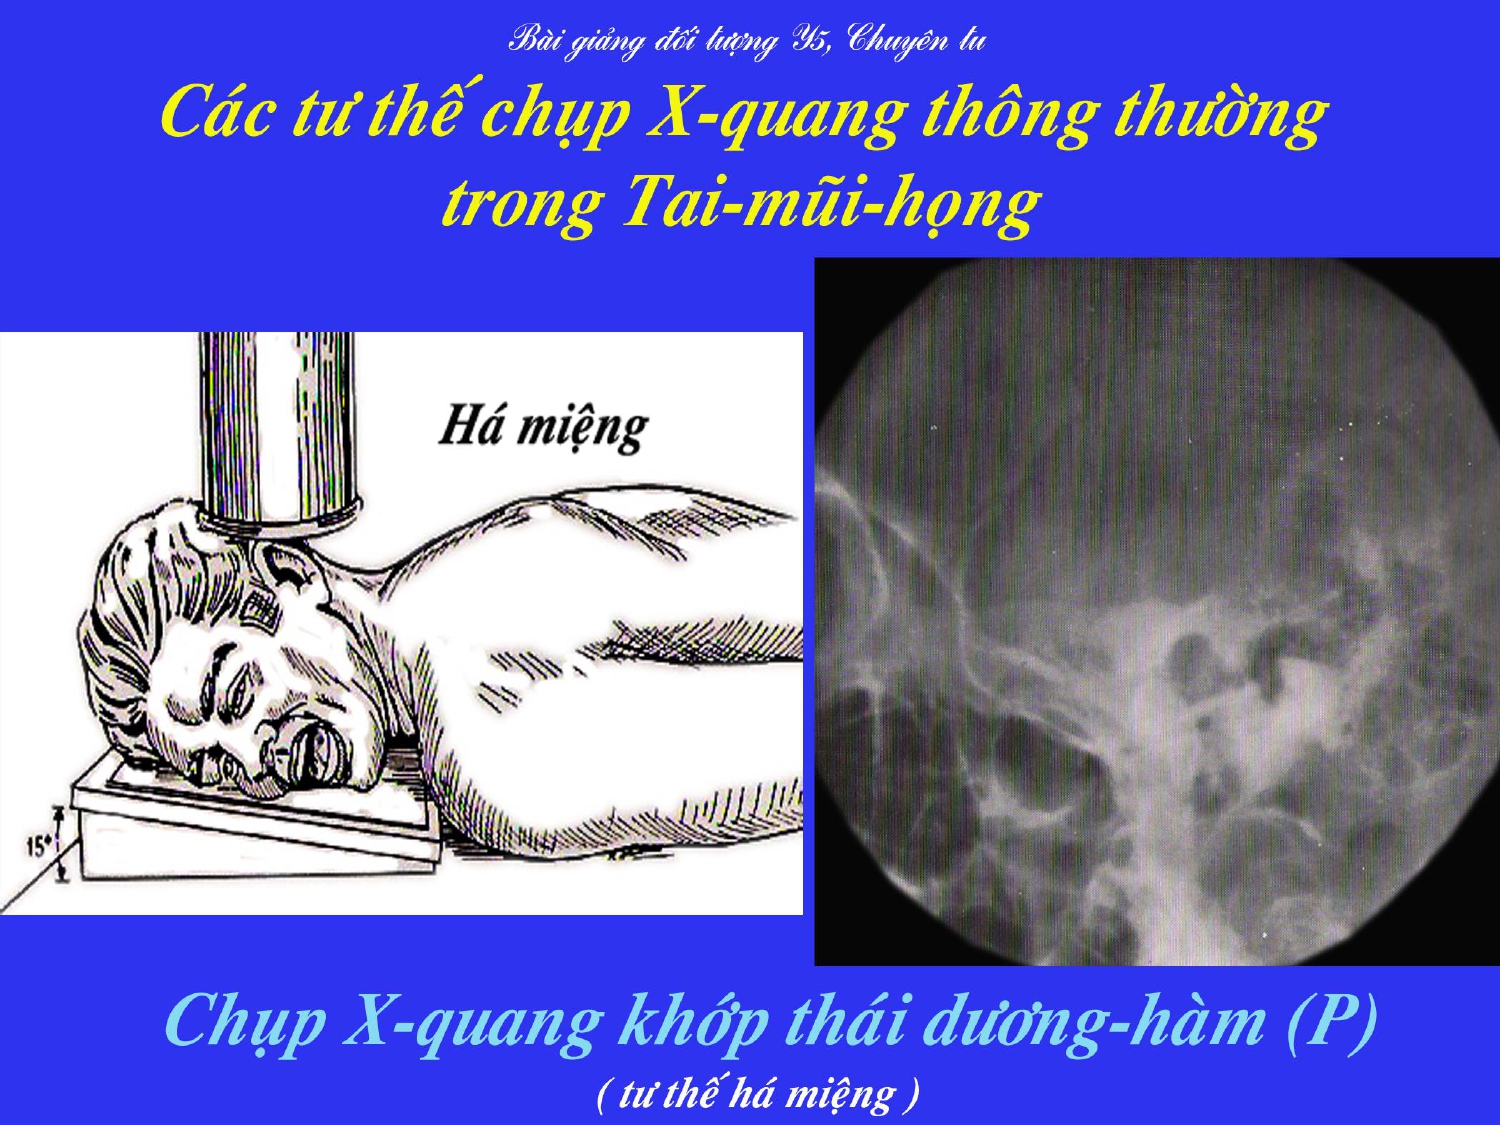 Bài giảng đối tượng Y5, Chuyên tu
Các tư thế chụp X-quang thông thường
trong Tai-mũi-họng
Há miệng
15°
Chụp X-quang khớp thái dương-hàm (P)
( tư thế há miệng )